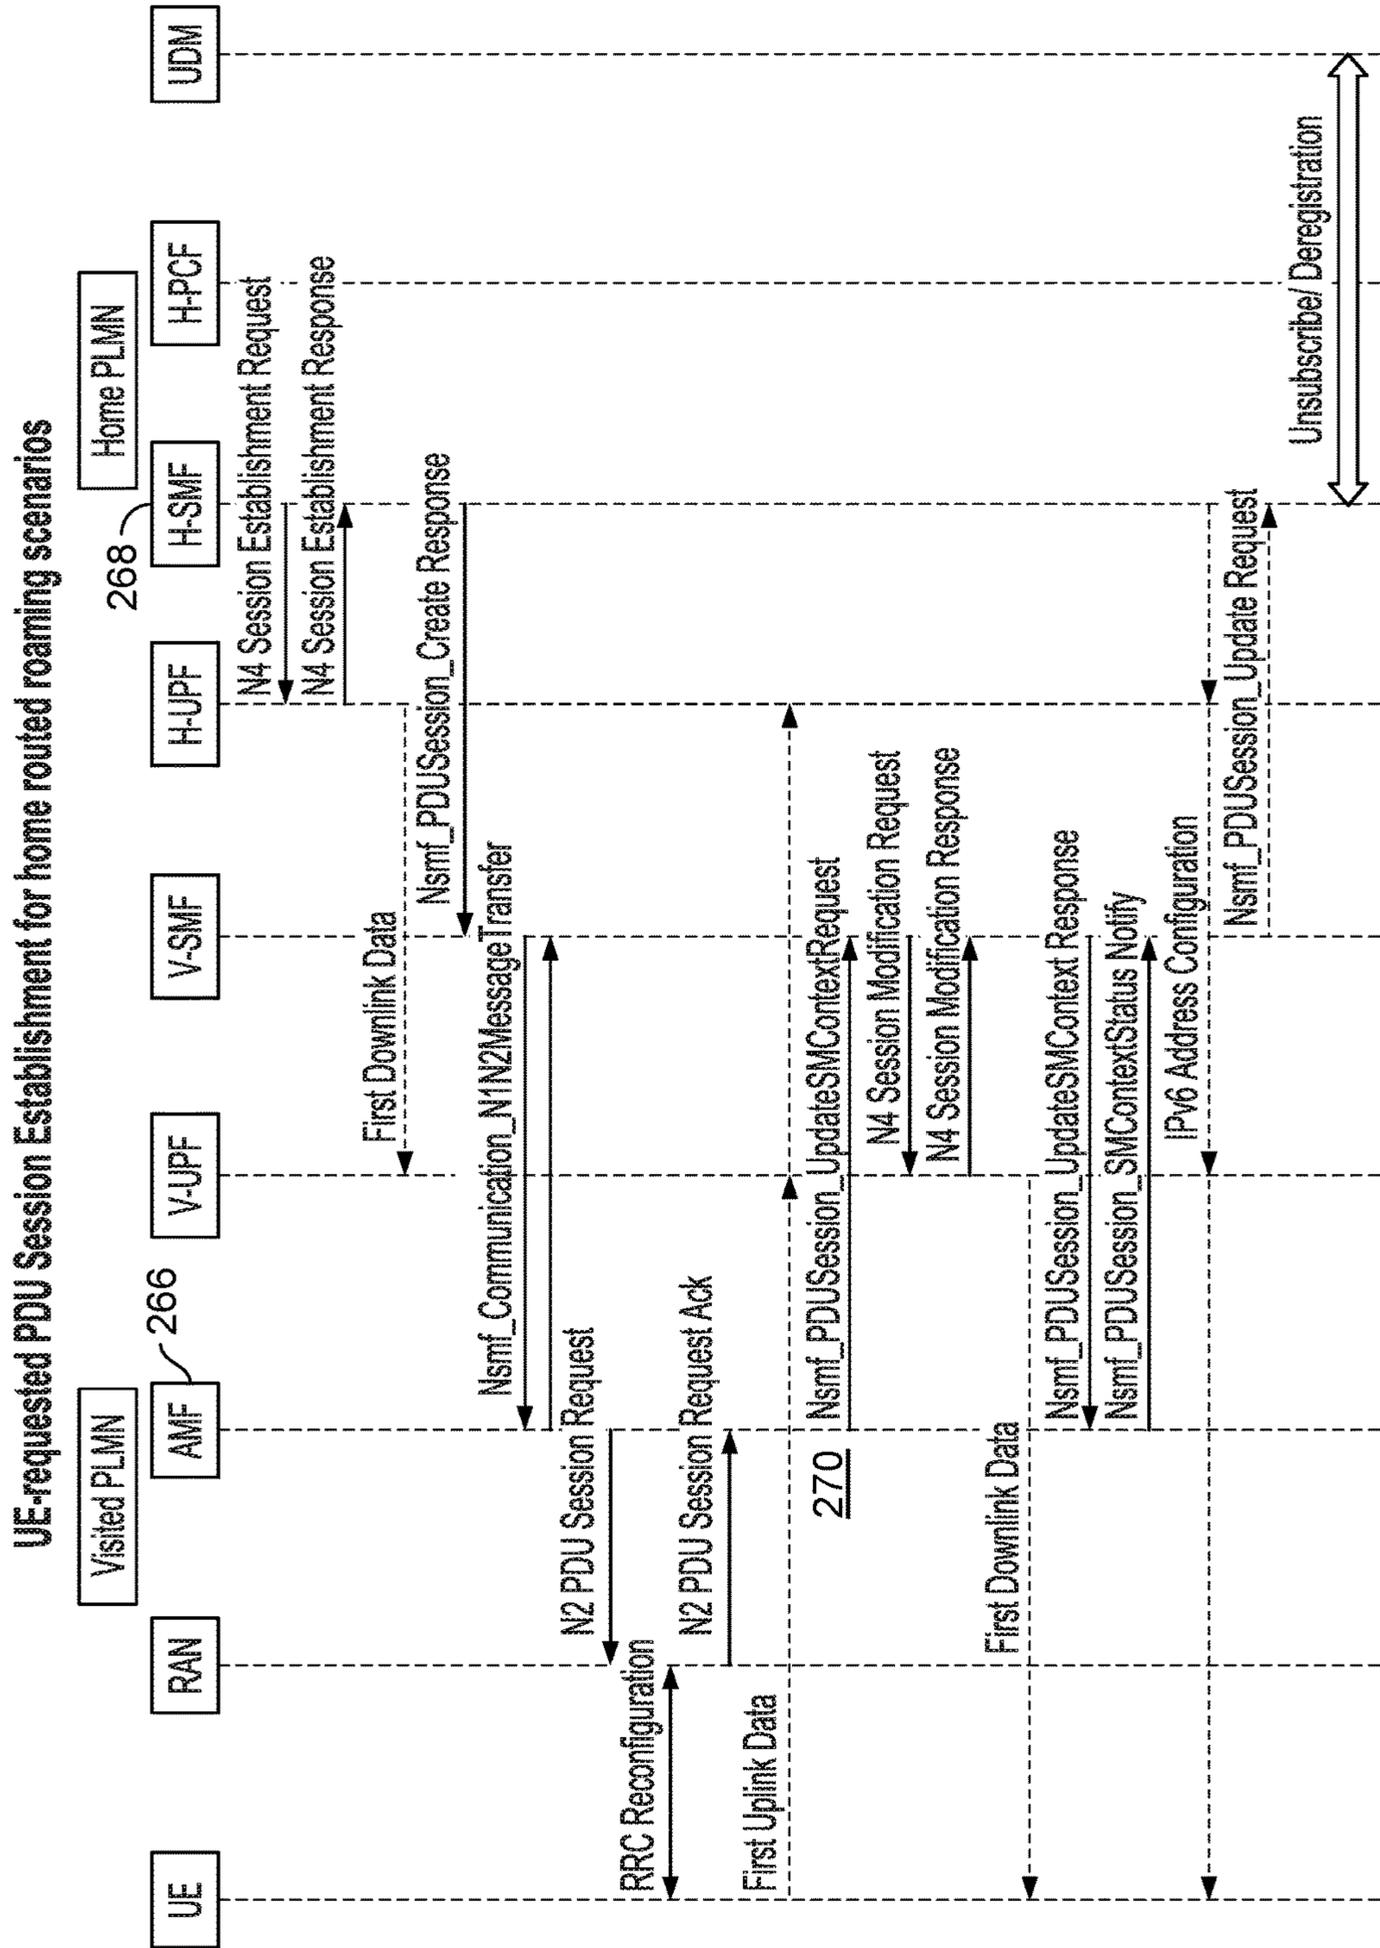 UE-requested PDU Session Establishment for home routed roaming scenarios
Visited PLMN
Home PLMN
266
268
UE
RAN
AMF
V-UPF
V-SMF
H-UPF
H-SMF
H-PCF
UDM
N4 Session Establishment Request
N4 Session Establishment Response
First Downlink Data
Nsmf_PDUSession_Create Response
Nsmf_Communication_N1N2MessageTransfer
N2 PDU Session Request
RRC Reconfiguration
N2 PDU Session Request Ack
First Uplink Data
270
Nsmf_PDUSession_UpdateSMContextRequest
N4 Session Modification Request
N4 Session Modification Response
First Downlink Data
Nsmf_PDUSession_UpdateSMContext Response
Nsmf_PDUSession_SMContextStatus Notify
IPv6 Address Configuration
Nsmf_PDUSession_Update Request
Unsubscribe/ Deregistration